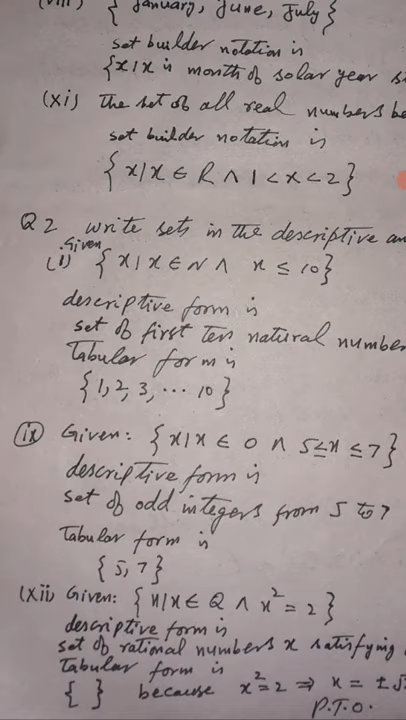 (viii) { January, June, July }
set builder notation is
{ x | x is month of solar year
(xi) The set of all real numbers
set builder notation is
{ x | x ∈ R ∧ 1 < x < 2 }
Q 2 write sets in the descriptive
Given
(i) { x | x ∈ N ∧ x ≤ 10 }
descriptive form is
set of first ten natural
Tabular form is
{ 1, 2, 3, ... 10 }
(ix) Given: { x | x ∈ O ∧ 5 ≤ x ≤ 7 }
descriptive form is
set of odd integers from 5 to 7
Tabular form is
{ 5, 7 }
(xii) Given: { x | x ∈ Q ∧ x² = 2 }
descriptive form is
set of rational numbers x satisfying
Tabular form is
{ } because x² = 2 ⇒ x = ±
P.T.O.